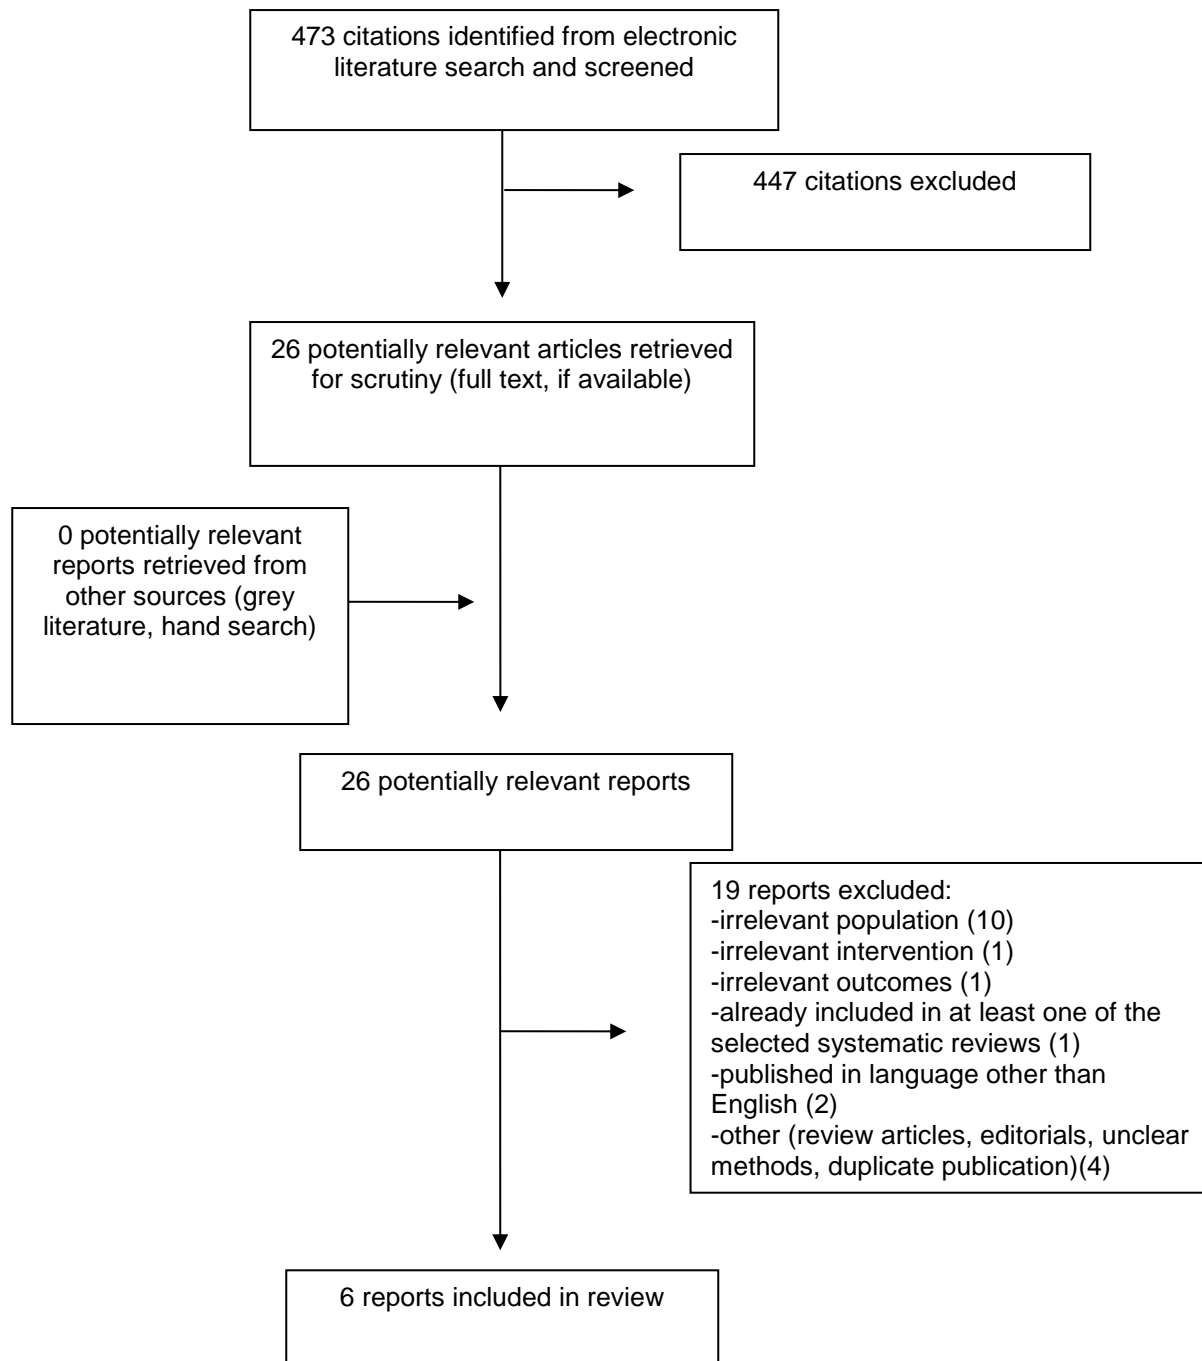 473 citations identified from electronic
literature search and screened
447 citations excluded
26 potentially relevant articles retrieved
for scrutiny (full text, if available)
0 potentially relevant
reports retrieved from
other sources (grey
literature, hand search)
26 potentially relevant reports
19 reports excluded:
-irrelevant population (10)
-irrelevant intervention (1)
-irrelevant outcomes (1)
-already included in at least one of the
selected systematic reviews (1)
-published in language other than
English (2)
-other (review articles, editorials, unclear
methods, duplicate publication)(4)
6 reports included in review